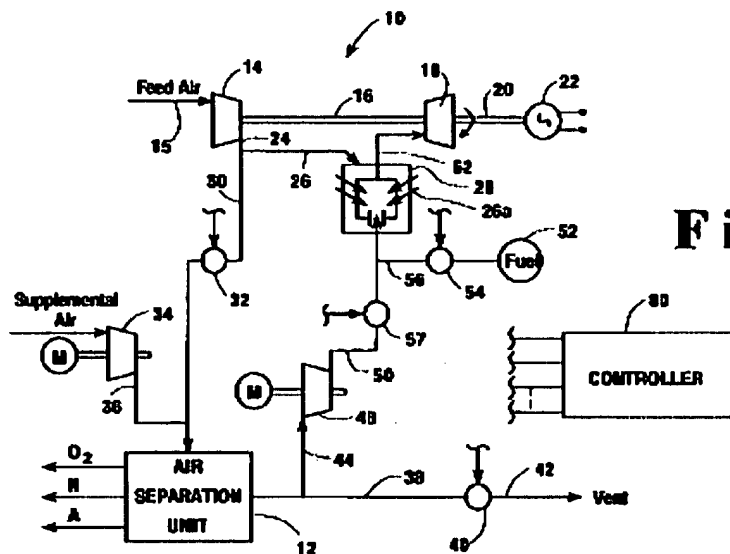 10
14
Feed Air
15
16
18
20
22
24
26
62
28
26a
30
32
52
Fuel
56
54
57
Supplemental
Air
34
M
36
50
M
48
80
CONTROLLER
44
O2
N
A
AIR
SEPARATION
UNIT
12
38
40
42
Vent
Fi